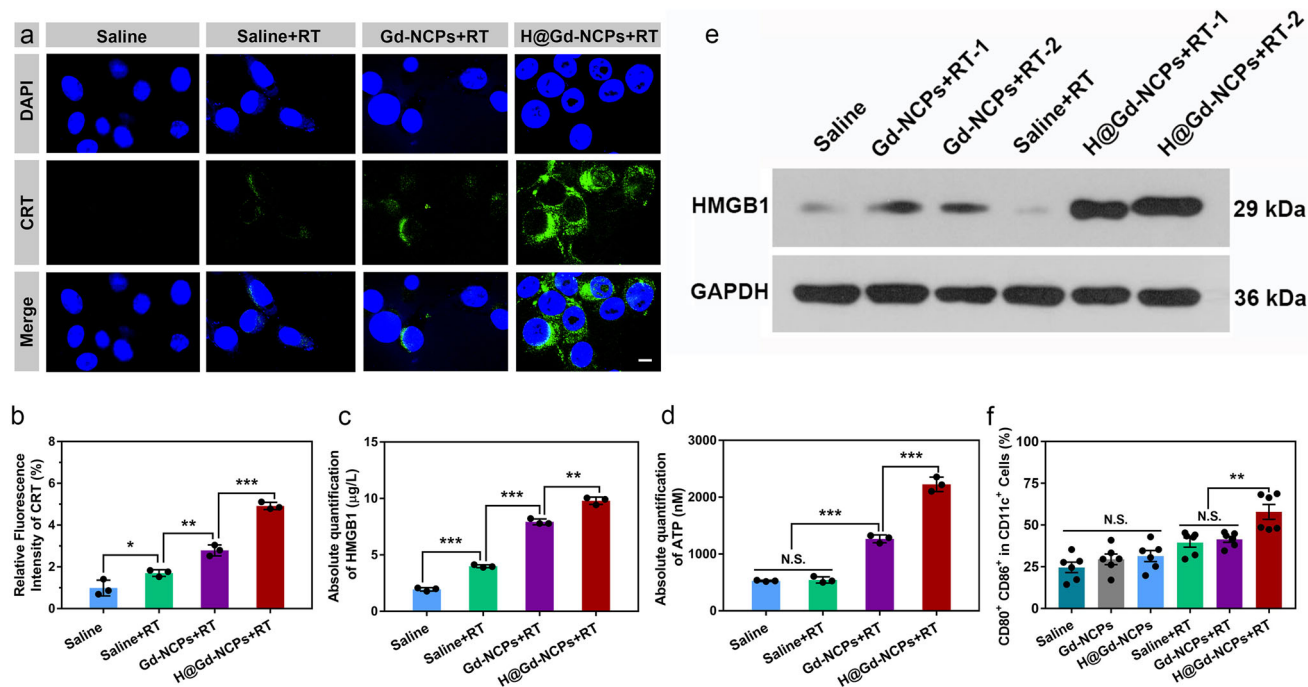 a
Saline
Saline+RT
Gd-NCPs+RT
H@Gd-NCPs+RT
DAPI
CRT
Merge
e
Saline
Gd-NCPs+RT-1
Gd-NCPs+RT-2
Saline+RT
H@Gd-NCPs+RT-1
H@Gd-NCPs+RT-2
HMGB1
29 kDa
GAPDH
36 kDa
b
Relative Fluorescence
Intensity of CRT (%)
8
6
4
2
0
*
**
***
Saline
Saline+RT
Gd-NCPs+RT
H@Gd-NCPs+RT
c
Absolute quantification
of HMGB1 (μg/L)
15
10
5
0
***
***
**
Saline
Saline+RT
Gd-NCPs+RT
H@Gd-NCPs+RT
d
Absolute quantification
of ATP (nM)
3000
2000
1000
0
N.S.
***
***
Saline
Saline+RT
Gd-NCPs+RT
H@Gd-NCPs+RT
f
CD80⁺ CD86⁺ in CD11c⁺ Cells (%)
100
75
50
25
0
N.S.
N.S.
**
Saline
Gd-NCPs
H@Gd-NCPs
Saline+RT
Gd-NCPs+RT
H@Gd-NCPs+RT